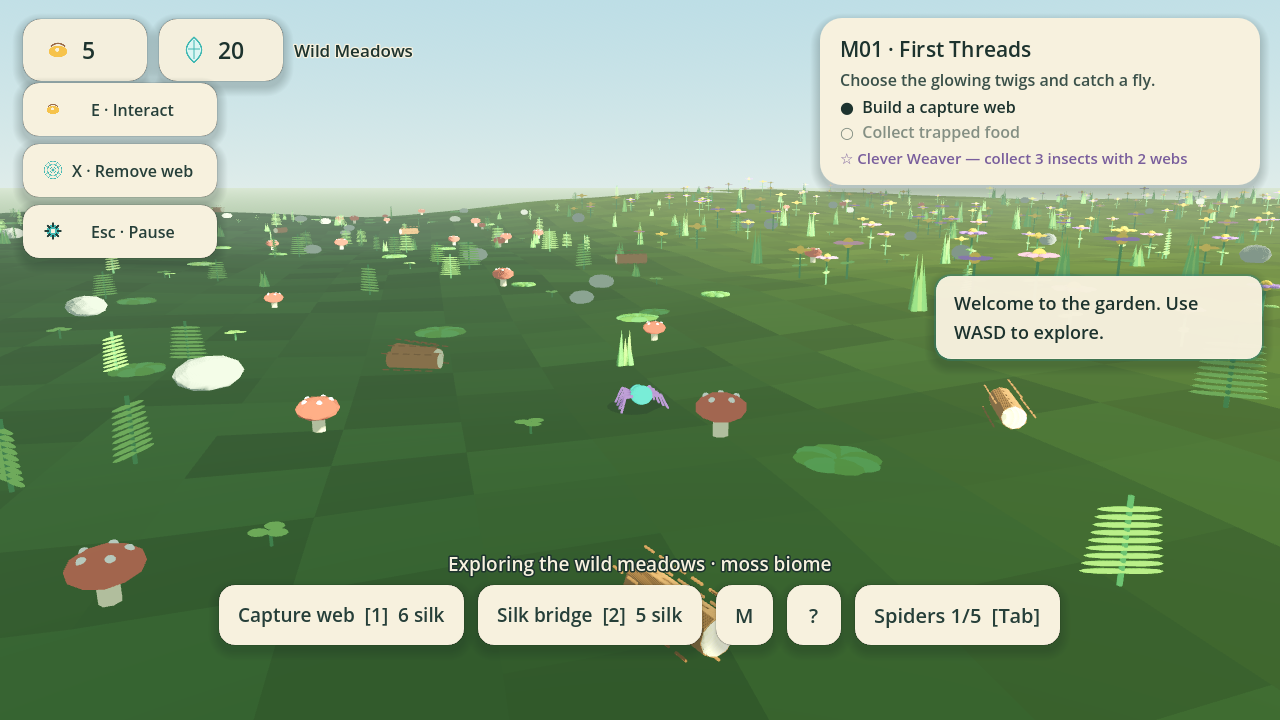 5
20
Wild Meadows
E · Interact
X · Remove web
Esc · Pause
M01 · First Threads
Choose the glowing twigs and catch a fly.
● Build a capture web
○ Collect trapped food
☆ Clever Weaver — collect 3 insects with 2 webs
Welcome to the garden. Use
WASD to explore.
Exploring the wild meadows · moss biome
Capture web [1] 6 silk
Silk bridge [2] 5 silk
M
?
Spiders 1/5 [Tab]